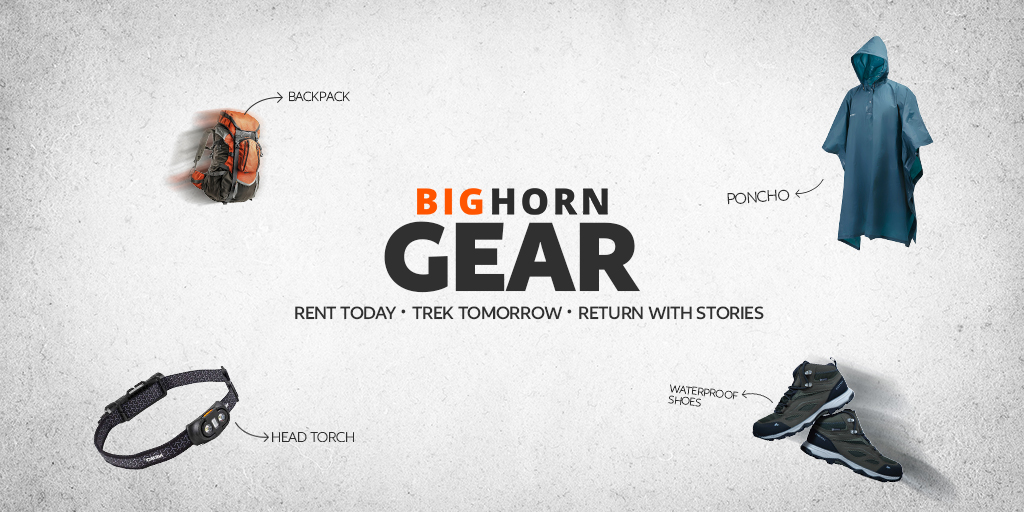 BACKPACK
PONCHO
BIGHORN
GEAR
RENT TODAY • TREK TOMORROW • RETURN WITH STORIES
WATERPROOF
SHOES
HEAD TORCH